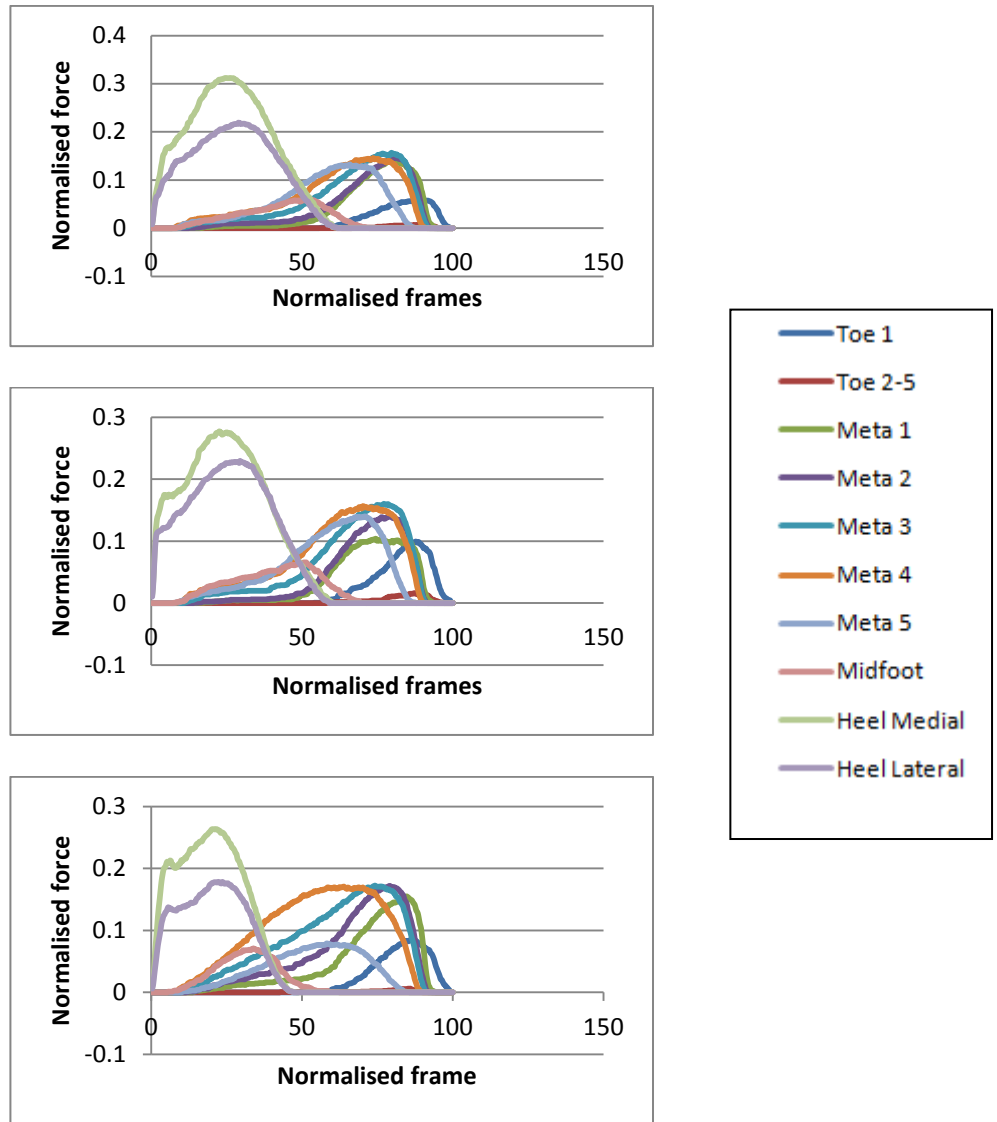 0.4
0.3
0.2
0.1
0
-0.1
0 50 100 150
Normalised force
Normalised frames
0.3
0.2
0.1
0
-0.1
0 50 100 150
Normalised force
Normalised frames
0.3
0.2
0.1
0
-0.1
0 50 100 150
Normalised force
Normalised frame
Toe 1
Toe 2-5
Meta 1
Meta 2
Meta 3
Meta 4
Meta 5
Midfoot
Heel Medial
Heel Lateral